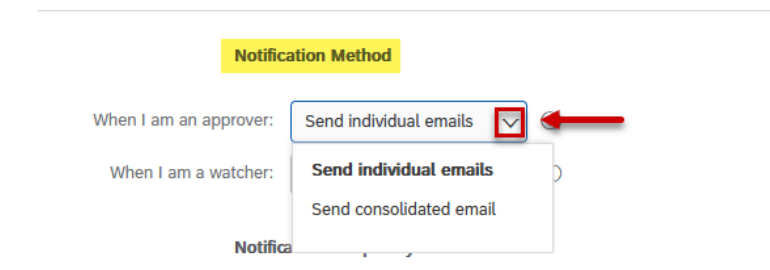 Notification Method
When I am an approver: Send individual emails
When I am a watcher: Send individual emails
Send consolidated email